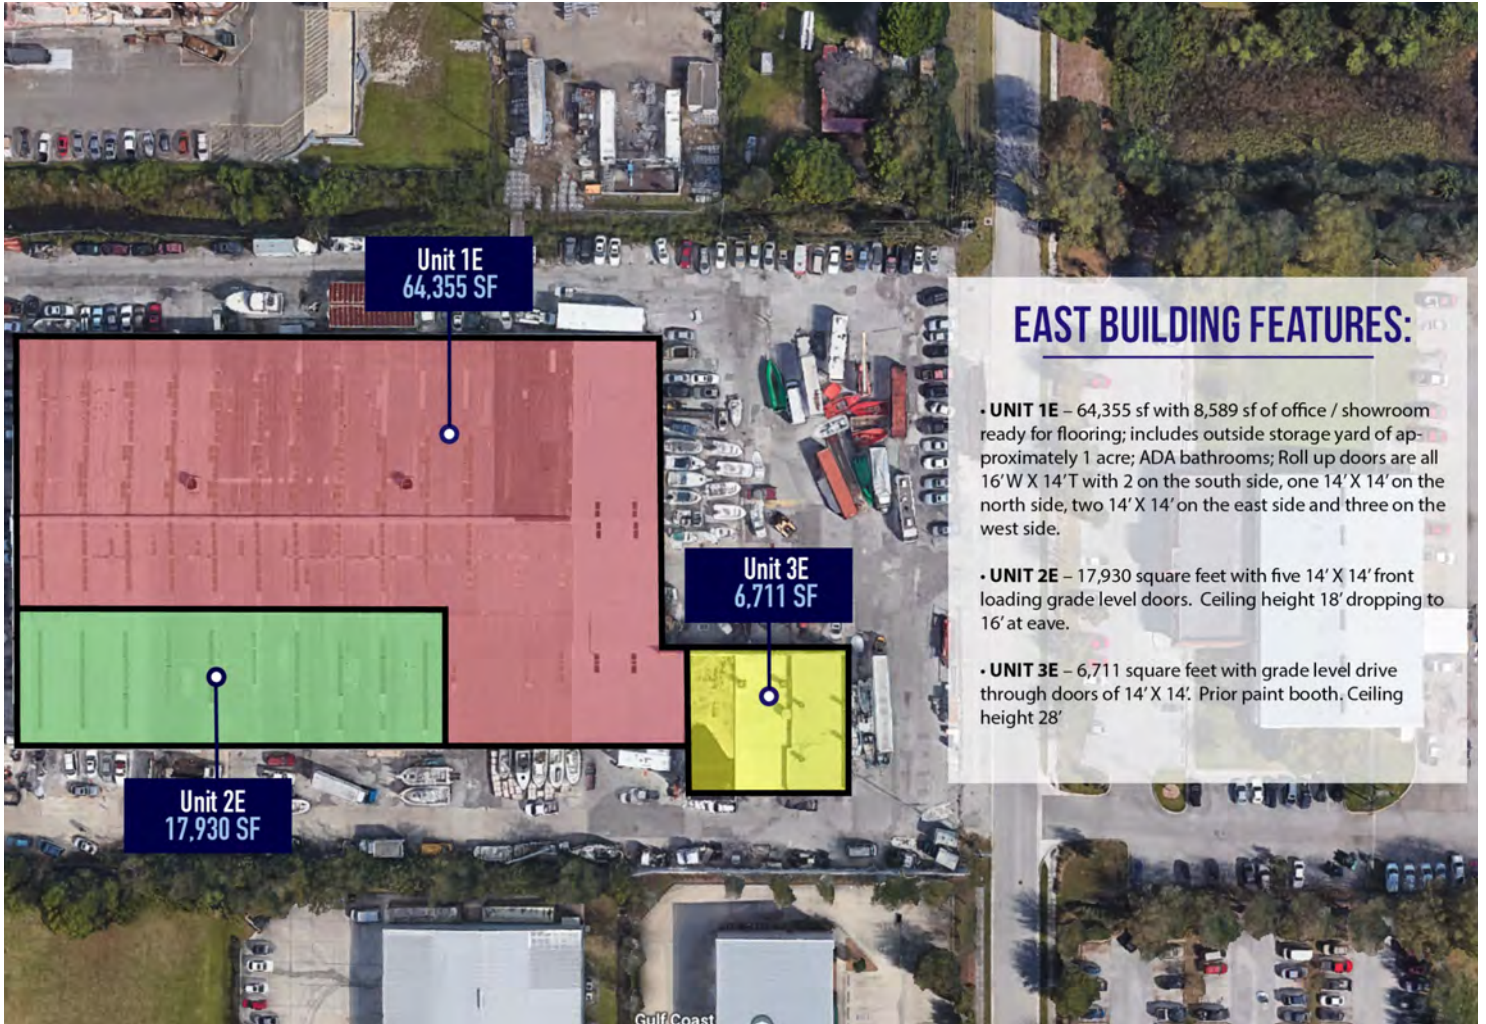 Unit 1E
64,355 SF
EAST BUILDING FEATURES:
• UNIT 1E – 64,355 sf with 8,589 sf of office / showroom
ready for flooring; includes outside storage yard of ap-
proximately 1 acre; ADA bathrooms; Roll up doors are all
16’ W X 14’ T with 2 on the south side, one 14’ X 14’ on the
north side, two 14’ X 14’ on the east side and three on the
west side.
Unit 3E
6,711 SF
• UNIT 2E – 17,930 square feet with five 14’ X 14’ front
loading grade level doors.  Ceiling height 18’ dropping to
16’ at eave.
• UNIT 3E – 6,711 square feet with grade level drive
through doors of 14’ X 14’.  Prior paint booth. Ceiling
height 28’
Unit 2E
17,930 SF
Gulf Coast